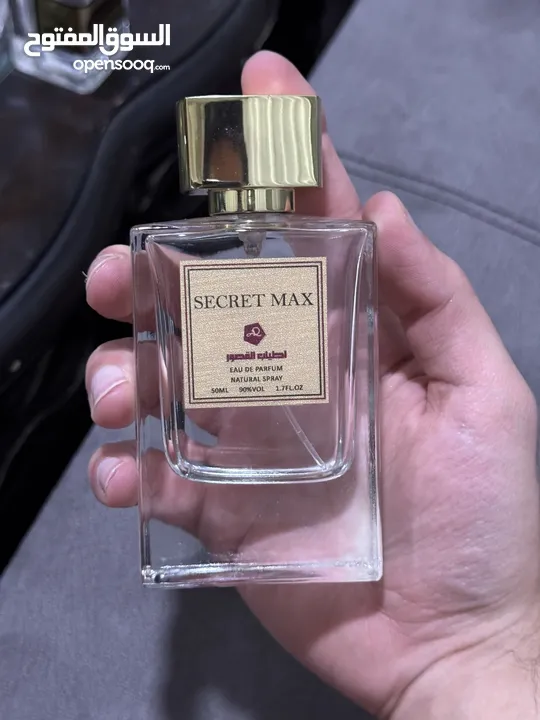 السوق المفتوح
opensooq.com
SECRET MAX
اطياب القصور
EAU DE PARFUM
NATURAL SPRAY
50ML 90%VOL 1.7FL.OZ